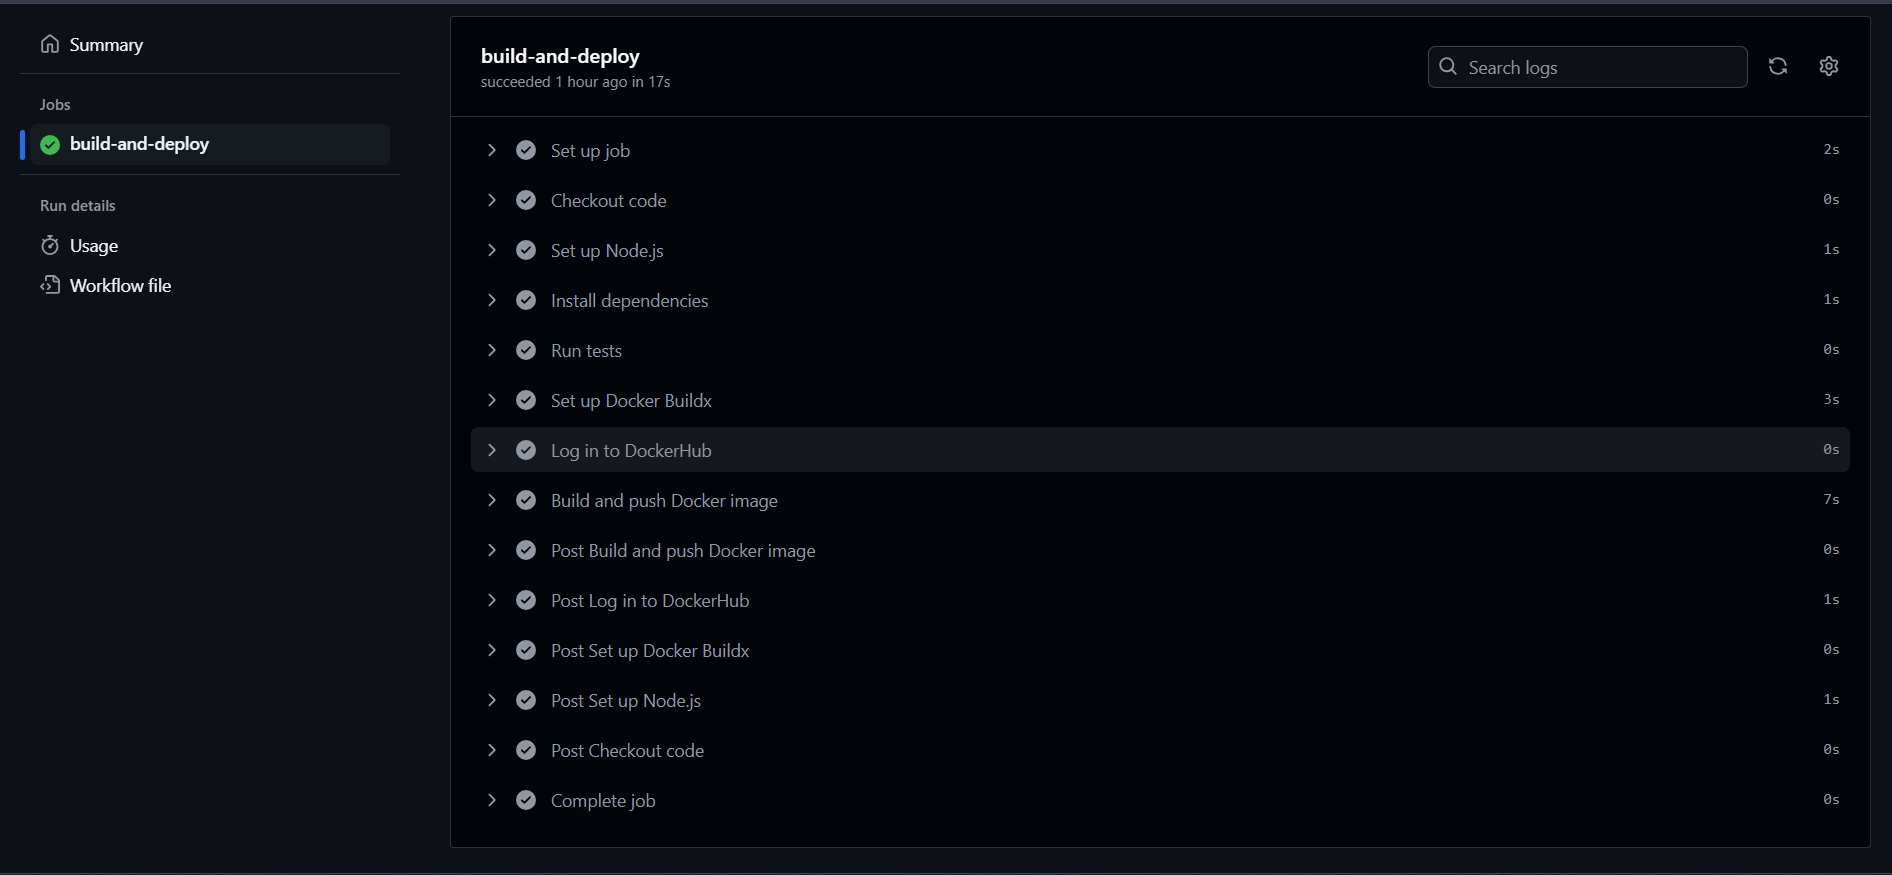 Summary
Jobs
build-and-deploy
Run details
Usage
Workflow file
build-and-deploy
succeeded 1 hour ago in 17s
Search logs
Set up job 2s
Checkout code 0s
Set up Node.js 1s
Install dependencies 1s
Run tests 0s
Set up Docker Buildx 3s
Log in to DockerHub 0s
Build and push Docker image 7s
Post Build and push Docker image 0s
Post Log in to DockerHub 1s
Post Set up Docker Buildx 0s
Post Set up Node.js 1s
Post Checkout code 0s
Complete job 0s